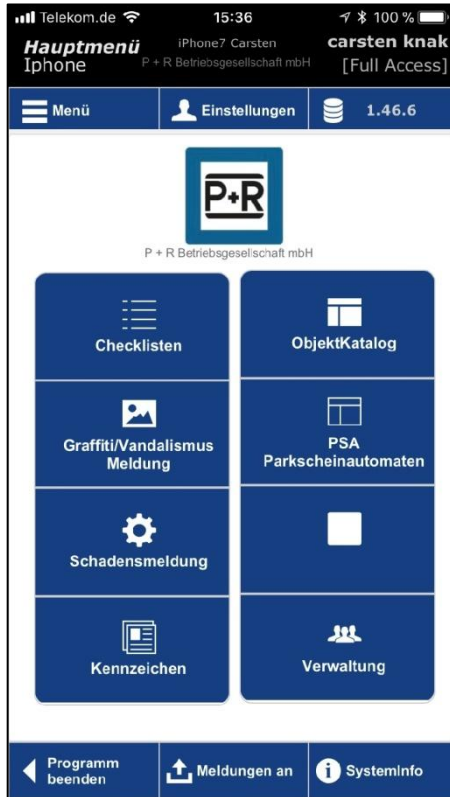 Telekom.de 15:36 100 %
Hauptmenü iPhone7 Carsten carsten knak
Iphone P + R Betriebsgesellschaft mbH [Full Access]
Menü Einstellungen 1.46.6
P+R
P + R Betriebsgesellschaft mbH
Checklisten
ObjektKatalog
Graffiti/Vandalismus
Meldung
PSA
Parkscheinautomaten
Schadensmeldung
Kennzeichen
Verwaltung
Programm
beenden
Meldungen an
SystemInfo